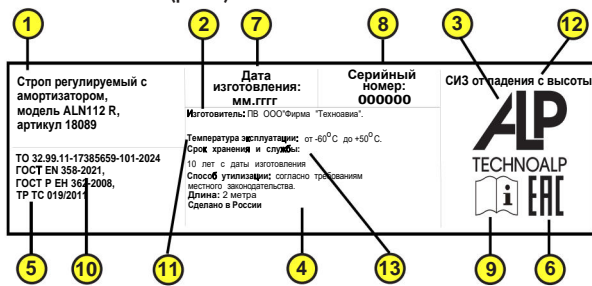 1
2
7
8
3
12
Строп регулируемый с
амортизатором,
модель ALN112 R,
артикул 18089
ТО 32.99.11-17385659-101-2024
ГОСТ EN 358-2021,
ГОСТ Р ЕН 362-2008,
ТР ТС 019/2011
Дата
изготовления:
мм.гггг
Серийный
номер:
000000
Изготовитель: ПВ ООО"Фирма "Техноавиа".
Температура эксплуатации: от -60⁰С до +50⁰С.
Срок хранения и службы:
10 лет с даты изготовления
Способ утилизации: согласно требованиям
местного законодательства.
Длина: 2 метра
Сделано в России
СИЗ от падения с высоты
ALP
TECHNOALP
i EAC
5
10
11
4
13
9
6